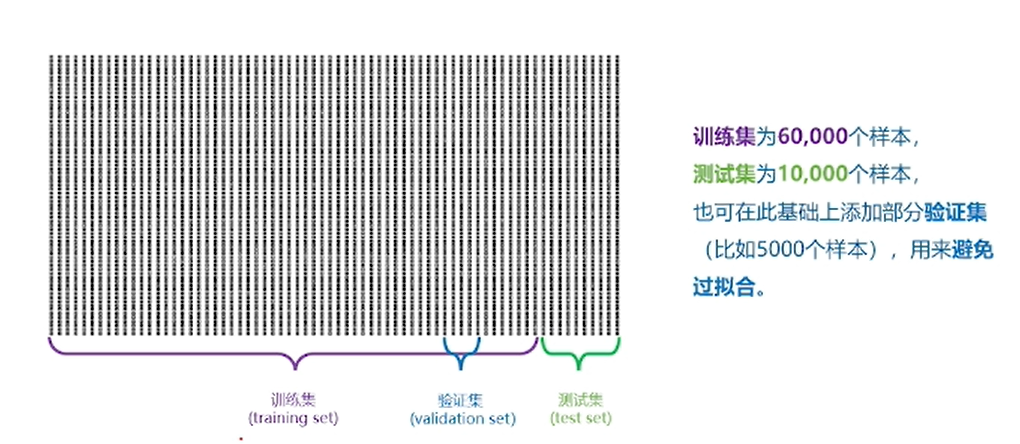 训练集为60,000个样本,
测试集为10,000个样本,
也可在此基础上添加部分验证集
（比如5000个样本）, 用来避免
过拟合。
训练集
(training set)
验证集
(validation set)
测试集
(test set)